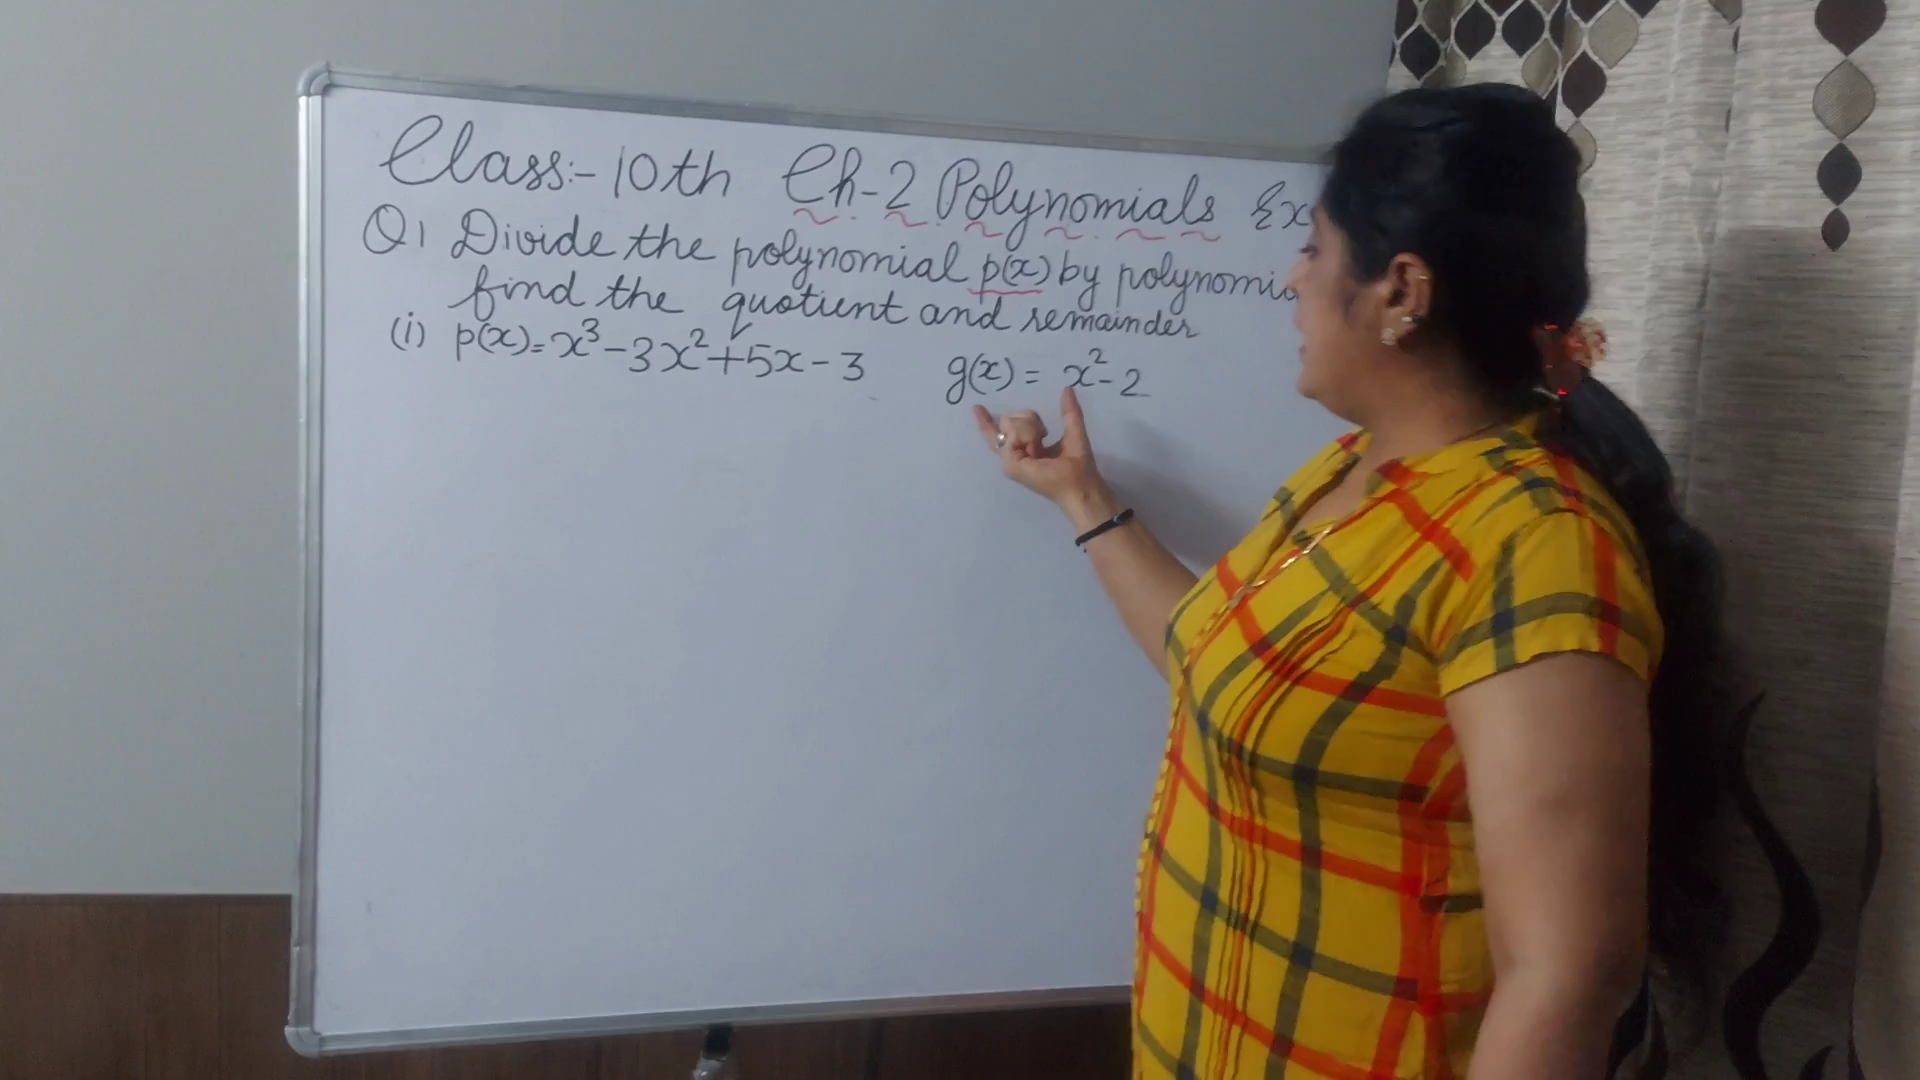 Class:- 10th Ch-2 Polynomials Ex
Q1 Divide the polynomial p(x) by
find the quotient and remainder
(i) p(x)=x³-3x²+5x-3 g(x) = x²-2